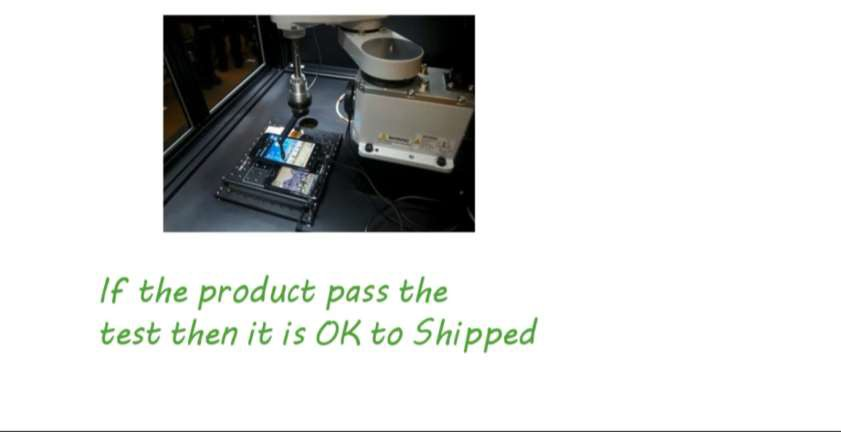 If the product pass the
test then it is OK to Shipped